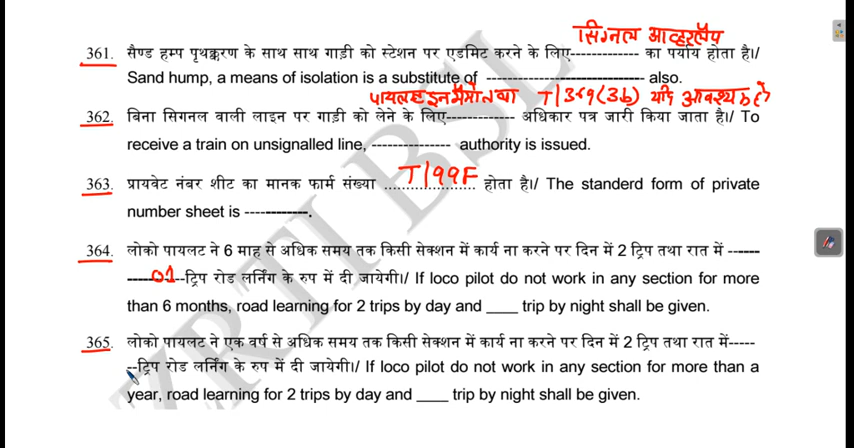 सिगनल ओव्हरलैप
361. सैण्ड हम्प पृथक्करण के साथ साथ गाड़ी को स्टेशन पर एडमिट करने के लिए------------ का पर्याय होता है।/
Sand hump, a means of isolation is a substitute of ---------------------------- also.
T/369(3b) यदि
362. बिना सिगनल वाली लाइन पर गाड़ी को लेने के लिए------------ अधिकार पत्र जारी किया जाता है।/ To
receive a train on unsignalled line, -------------- authority is issued.
363. प्रायवेट नंबर शीट का मानक फार्म संख्या ....T/99F.... होता है।/ The standerd form of private
number sheet is -----------.
364. लोको पायलट ने 6 माह से अधिक समय तक किसी सेक्शन में कार्य ना करने पर दिन में 2 ट्रिप तथा रात में ------
-----01--ट्रिप रोड लर्निंग के रुप में दी जायेगी।/ If loco pilot do not work in any section for more
than 6 months, road learning for 2 trips by day and ____ trip by night shall be given.
365. लोको पायलट ने एक वर्ष से अधिक समय तक किसी सेक्शन में कार्य ना करने पर दिन में 2 ट्रिप तथा रात में-----
--ट्रिप रोड लर्निंग के रुप में दी जायेगी।/ If loco pilot do not work in any section for more than a
year, road learning for 2 trips by day and ____ trip by night shall be given.
ZRTI BSL